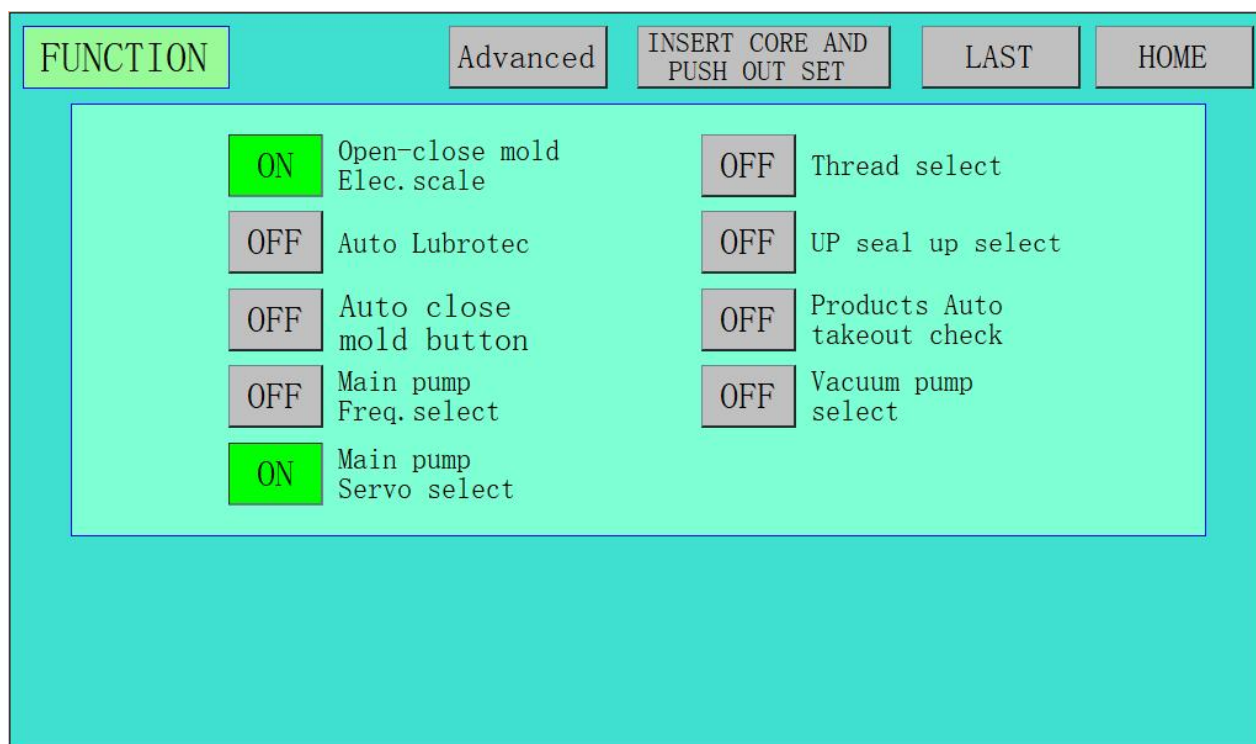 FUNCTION
Advanced
INSERT CORE AND
PUSH OUT SET
LAST
HOME
ON
Open-close mold
Elec.scale
OFF
Auto Lubrotec
OFF
Auto close
mold button
OFF
Main pump
Freq.select
ON
Main pump
Servo select
OFF
Thread select
OFF
UP seal up select
OFF
Products Auto
takeout check
OFF
Vacuum pump
select